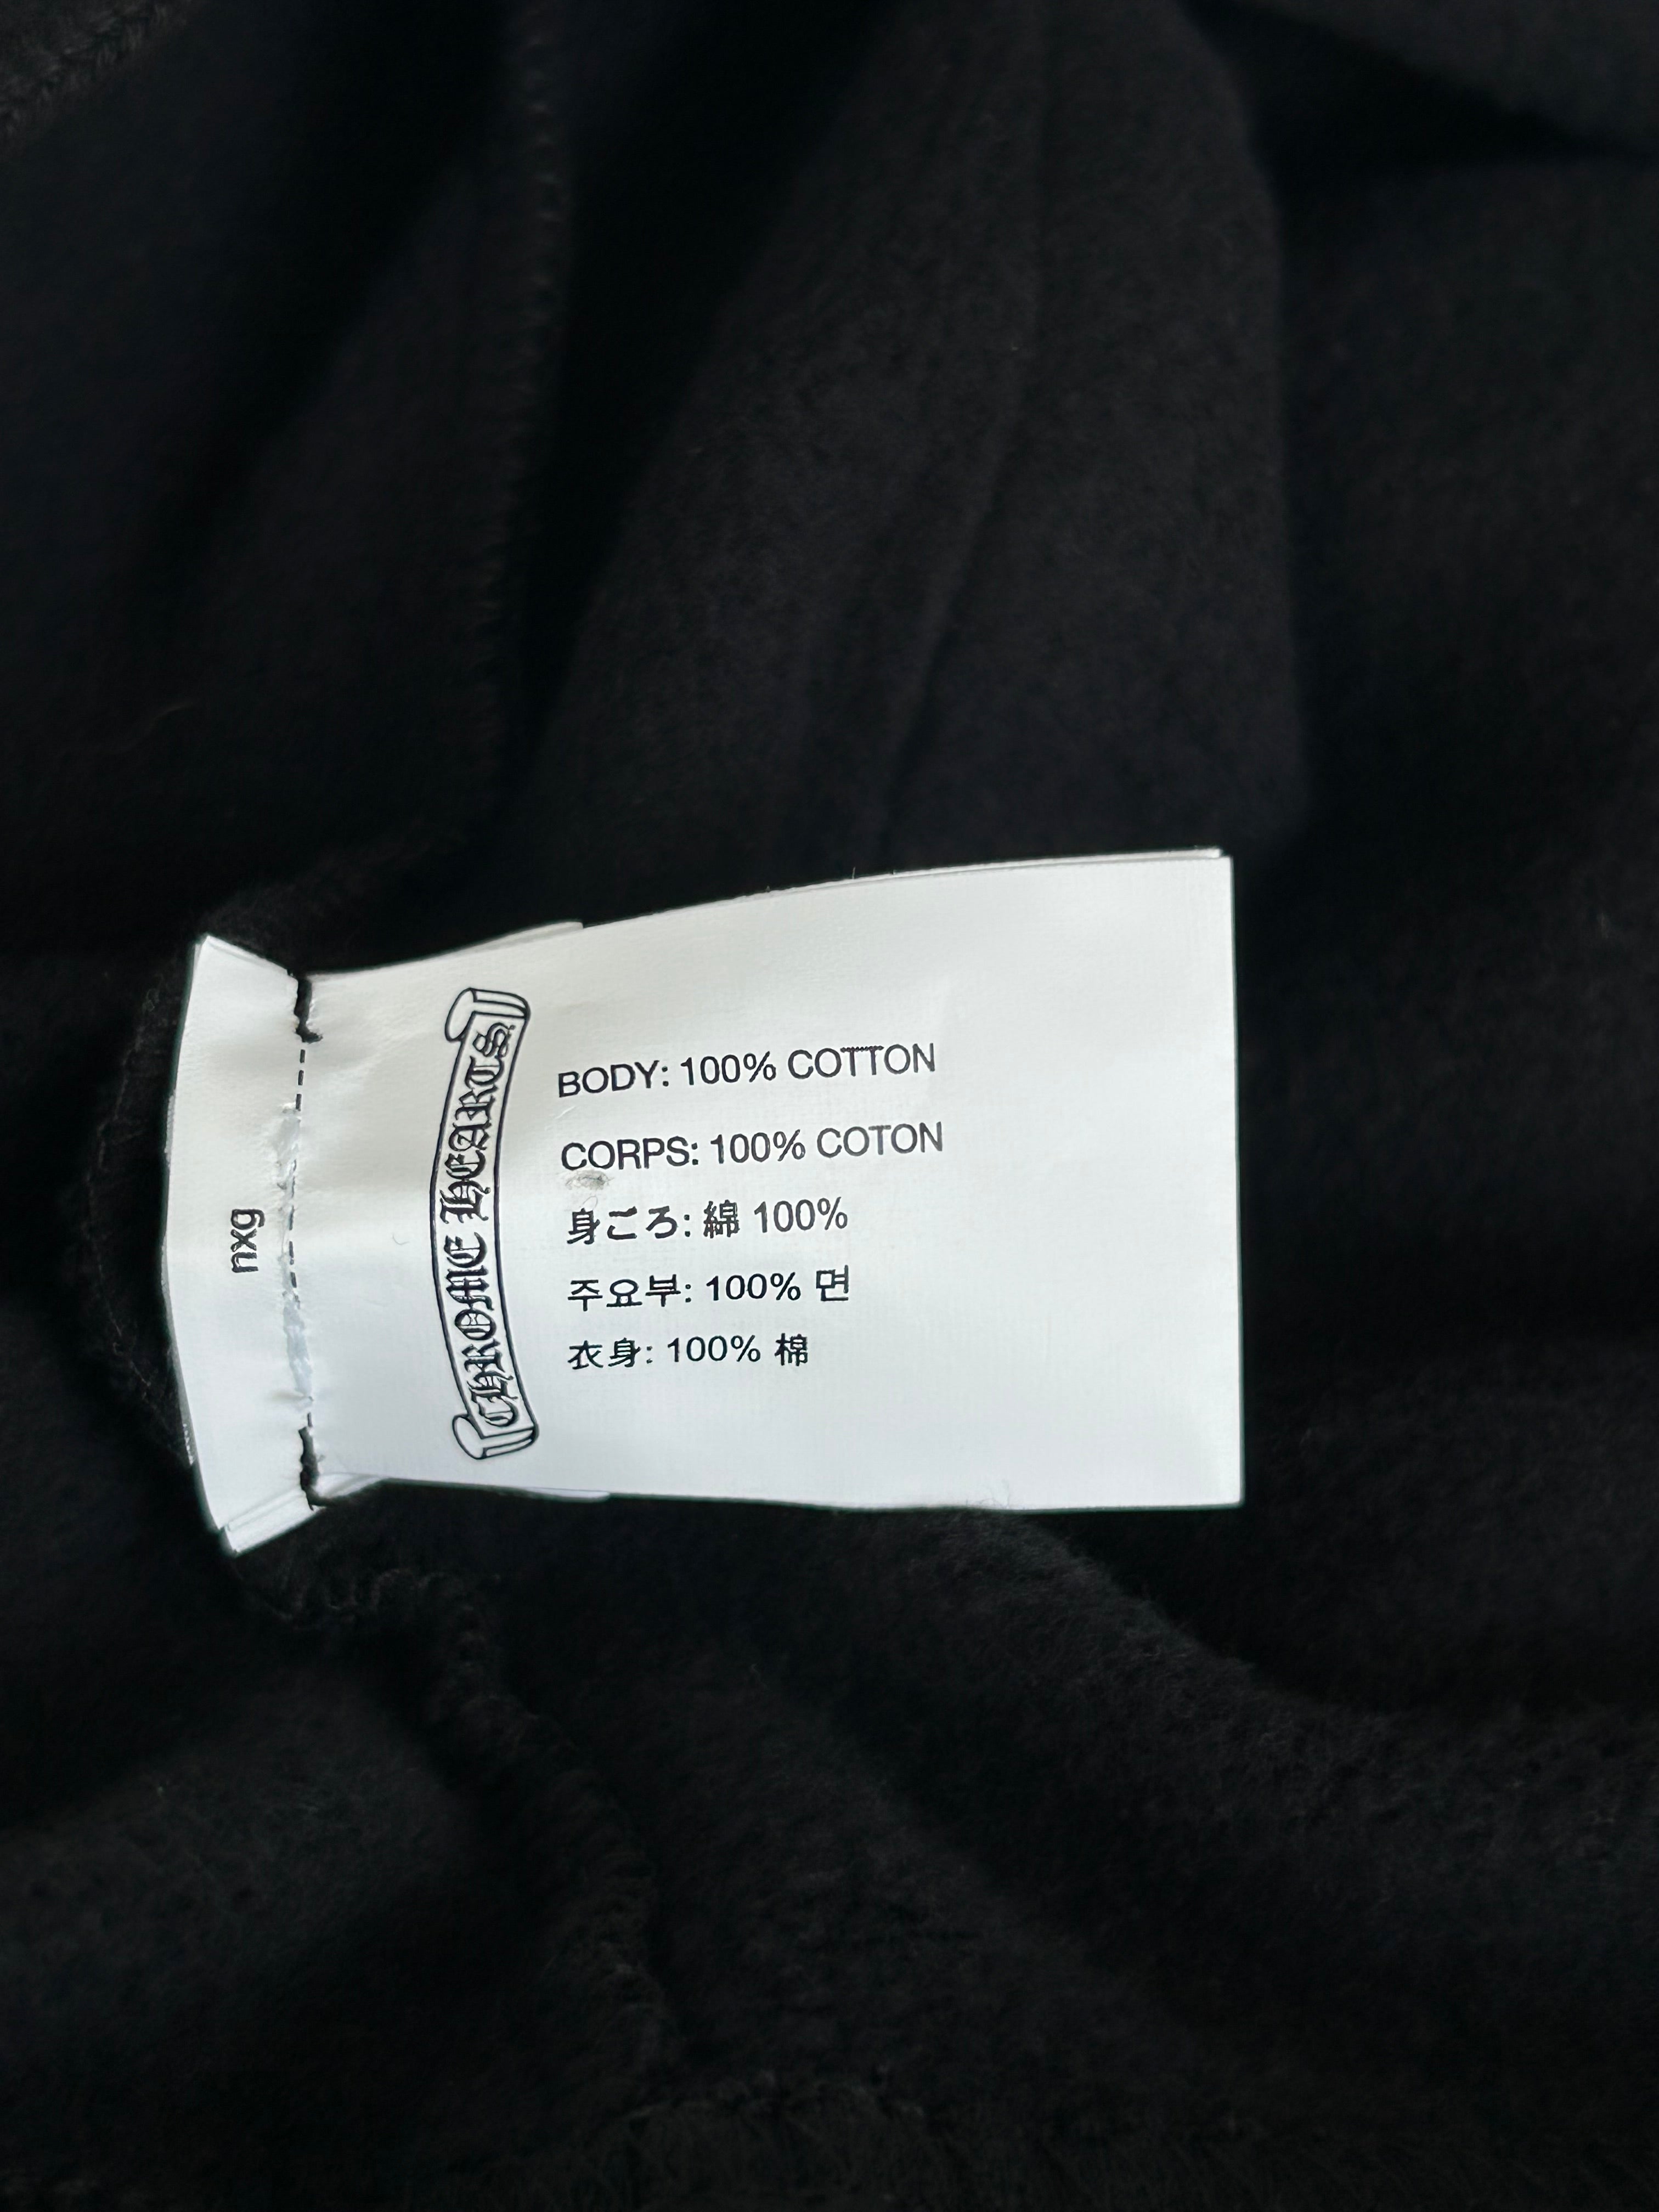 nxg
CHROME HEARTS
BODY: 100% COTTON
CORPS: 100% COTON
身ごろ: 綿 100%
주요부: 100% 면
衣身: 100% 棉